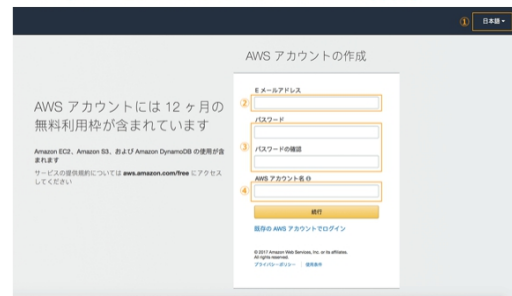 ① 日本語
AWS アカウントの作成
AWS アカウントには 12 ヶ月の
無料利用枠が含まれています
Amazon EC2、Amazon S3、および Amazon DynamoDB の使用が含
まれます
サービスの提供規約については aws.amazon.com/free にアクセス
してください
E メールアドレス
②
パスワード
③
パスワードの確認
AWS アカウント名
④
続行
既存の AWS アカウントでログイン
© 2017 Amazon Web Services, Inc. or its affiliates.
All rights reserved.
プライバシーポリシー | 使用条件